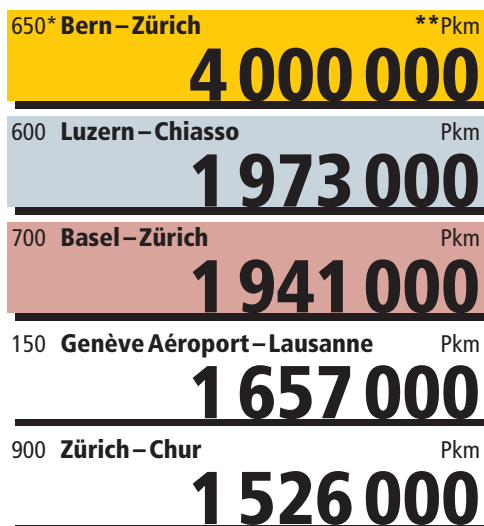 650* Bern – Zürich **Pkm
4 000 000
600 Luzern – Chiasso Pkm
1 973 000
700 Basel – Zürich Pkm
1 941 000
150 Genève Aéroport – Lausanne Pkm
1 657 000
900 Zürich – Chur Pkm
1 526 000